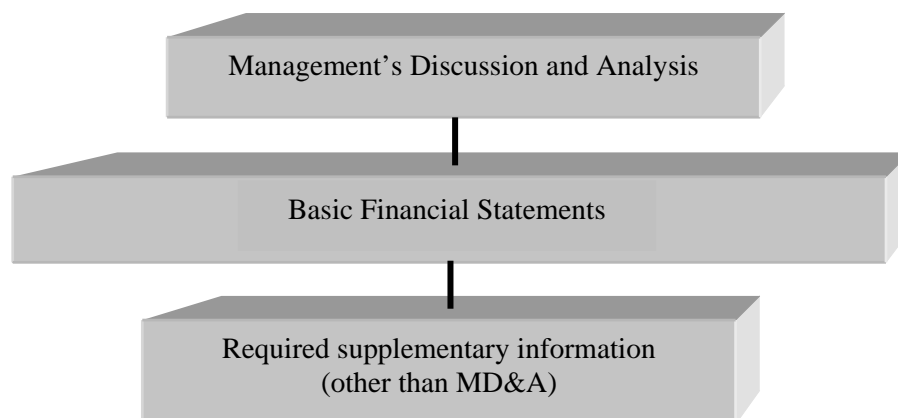 Management’s Discussion and Analysis
Basic Financial Statements
Required supplementary information
(other than MD&A)